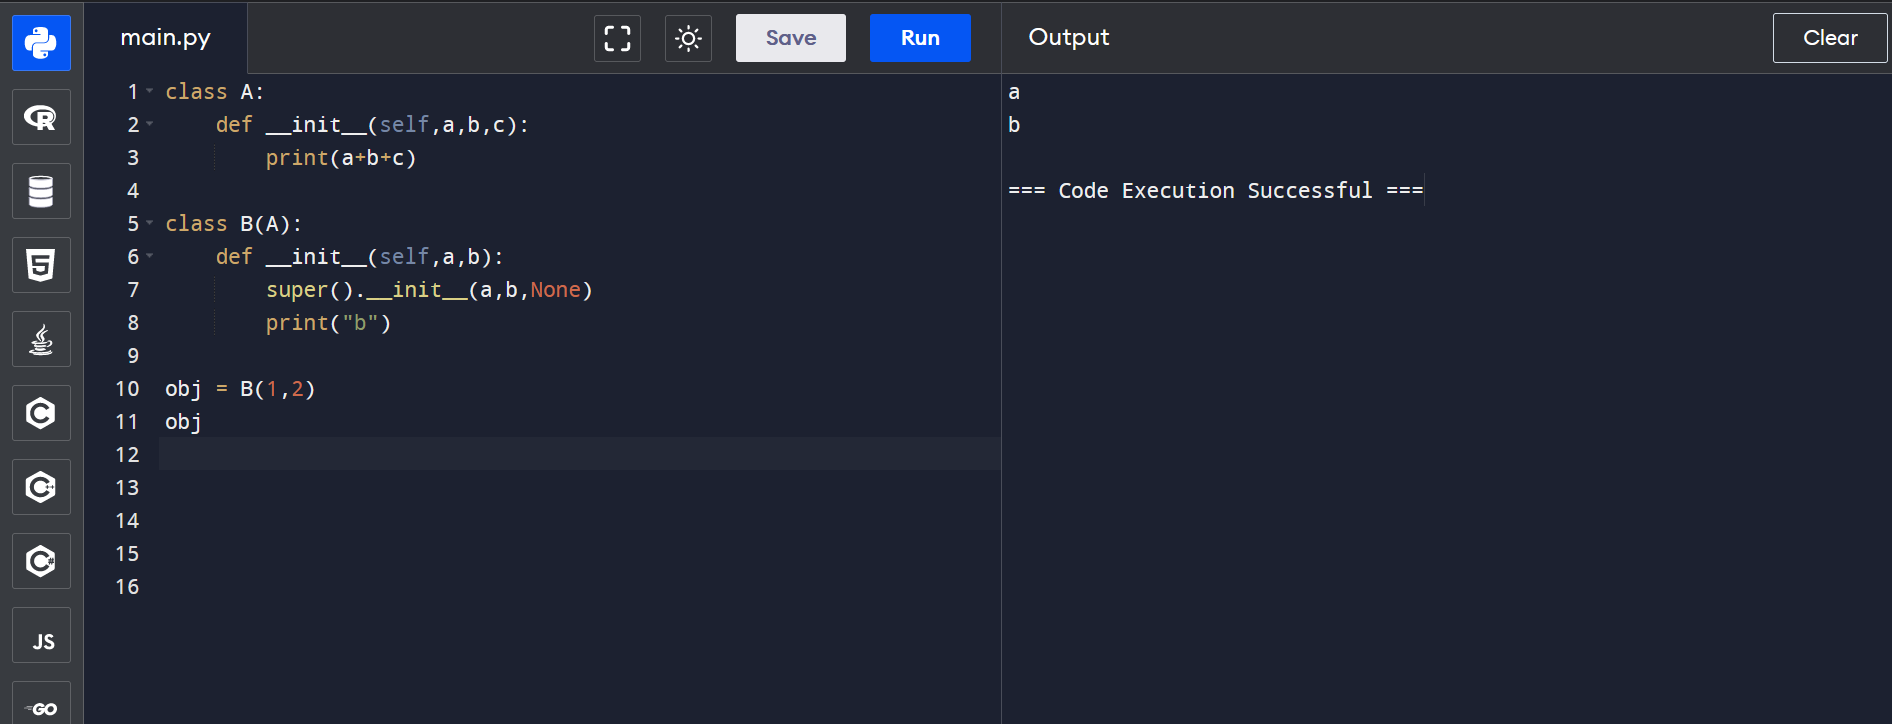 main.py
Save
Run
Output
Clear
1 class A:
2     def __init__(self,a,b,c):
3         print(a+b+c)
4
5 class B(A):
6     def __init__(self,a,b):
7         super().__init__(a,b,None)
8         print("b")
9
10 obj = B(1,2)
11 obj
12
13
14
15
16
a
b
=== Code Execution Successful ===
R
5
Java
C
C++
C#
JS
GO